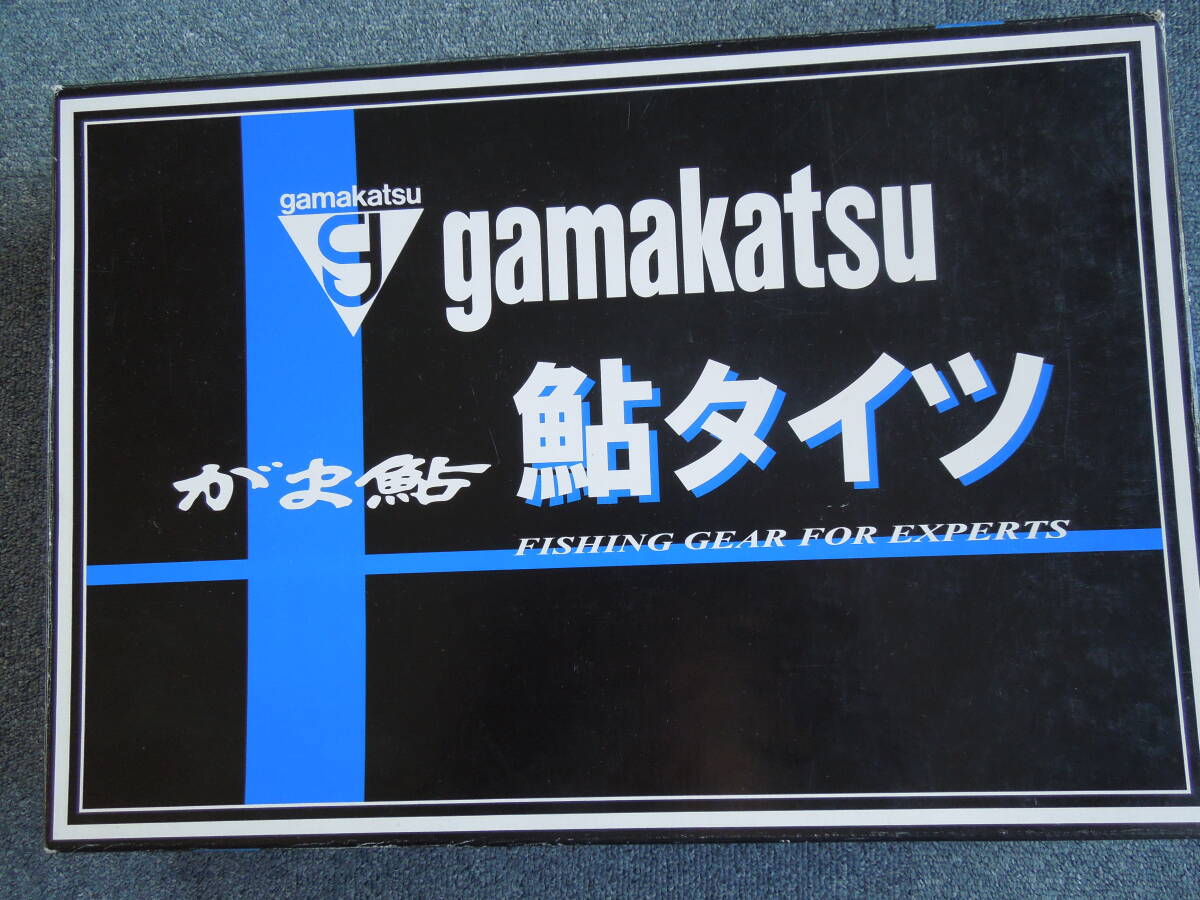 gamakatsu
gamakatsu
鮎タイツ
がま鮎
FISHING GEAR FOR EXPERTS